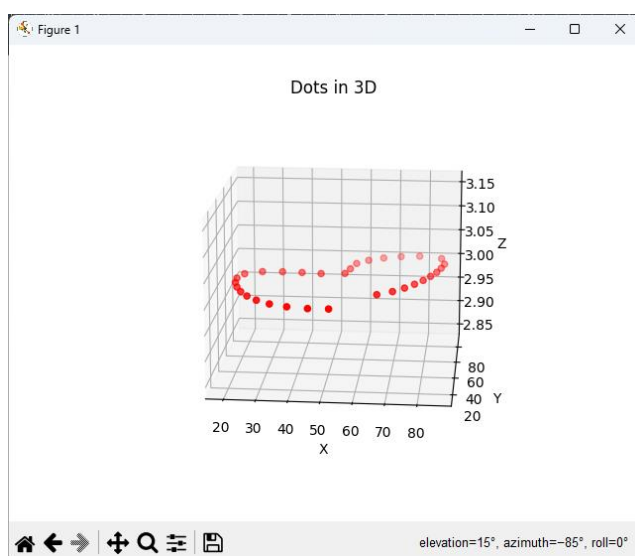 Figure 1
Dots in 3D
3.15
3.10
3.05
3.00
Z
2.95
2.90
2.85
80
60
40
Y
20
20 30 40 50 60 70 80
X
elevation=15°, azimuth=−85°, roll=0°